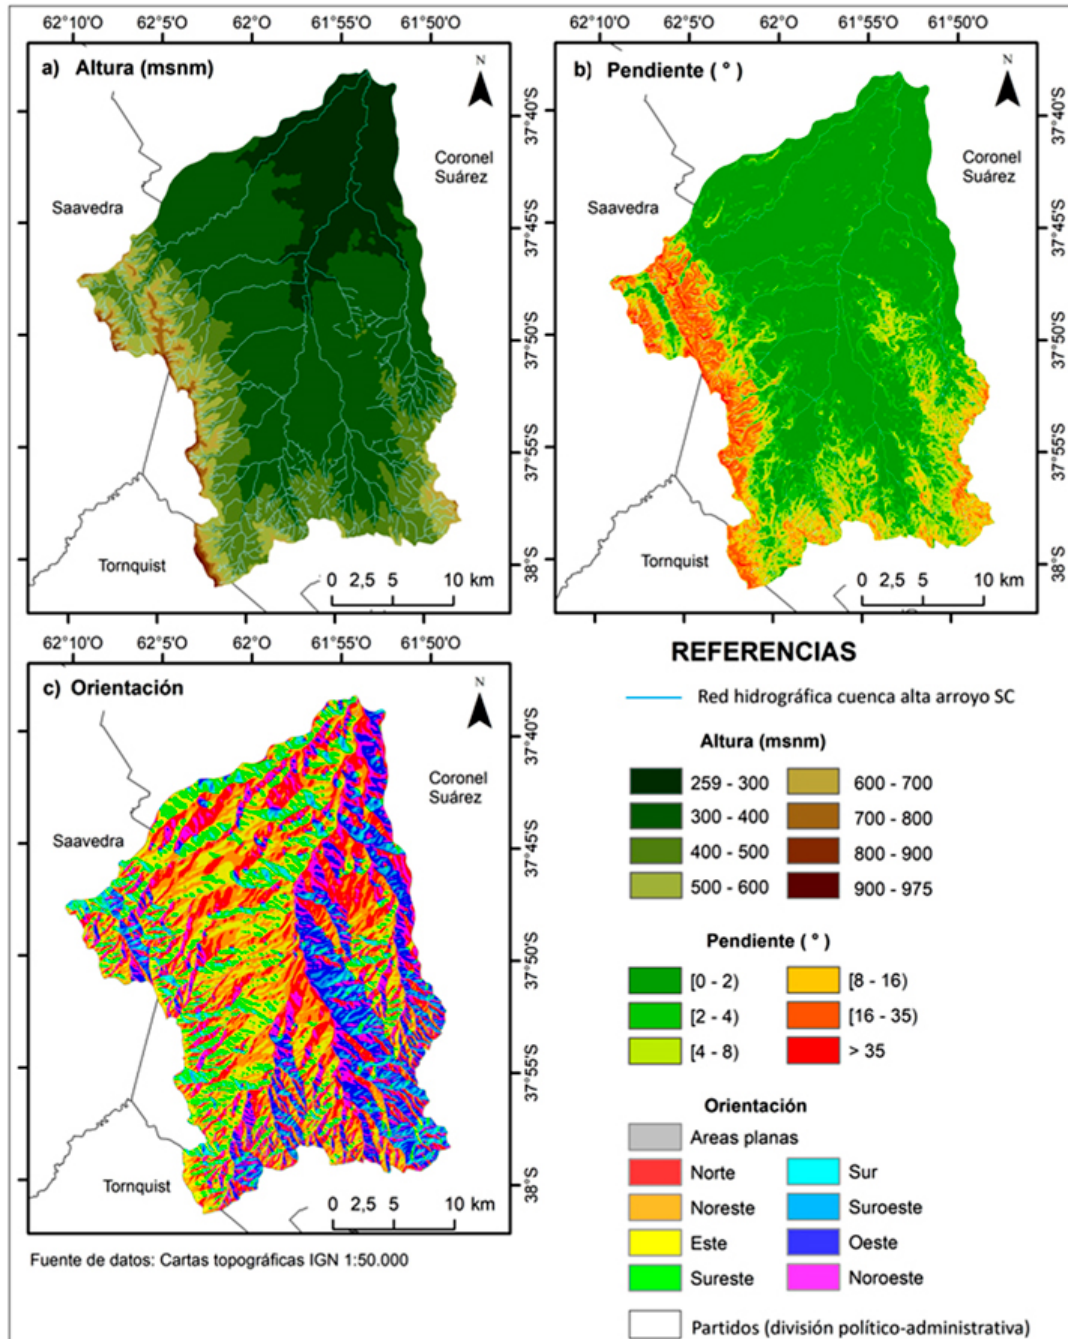 62°10'O 62°5'O 62°O 61°55'O 61°50'O
a) Altura (msnm)
N
37°40'S
Coronel
Suárez
Saavedra
37°45'S
37°50'S
37°55'S
Tornquist
38°S
0 2,5 5 10 km
62°10'O 62°5'O 62°O 61°55'O 61°50'O
b) Pendiente ( ° )
N
37°40'S
Coronel
Suárez
Saavedra
37°45'S
37°50'S
37°55'S
Tornquist
38°S
0 2,5 5 10 km
62°10'O 62°5'O 62°O 61°55'O 61°50'O
c) Orientación
N
37°40'S
Coronel
Suárez
Saavedra
37°45'S
37°50'S
37°55'S
Tornquist
38°S
0 2,5 5 10 km
Fuente de datos: Cartas topográficas IGN 1:50.000
REFERENCIAS
Red hidrográfica cuenca alta arroyo SC
Altura (msnm)
259 - 300
300 - 400
400 - 500
500 - 600
600 - 700
700 - 800
800 - 900
900 - 975
Pendiente ( ° )
[0 - 2)
[2 - 4)
[4 - 8)
[8 - 16)
[16 - 35)
> 35
Orientación
Areas planas
Norte
Noreste
Este
Sureste
Sur
Suroeste
Oeste
Noroeste
Partidos (división político-administrativa)